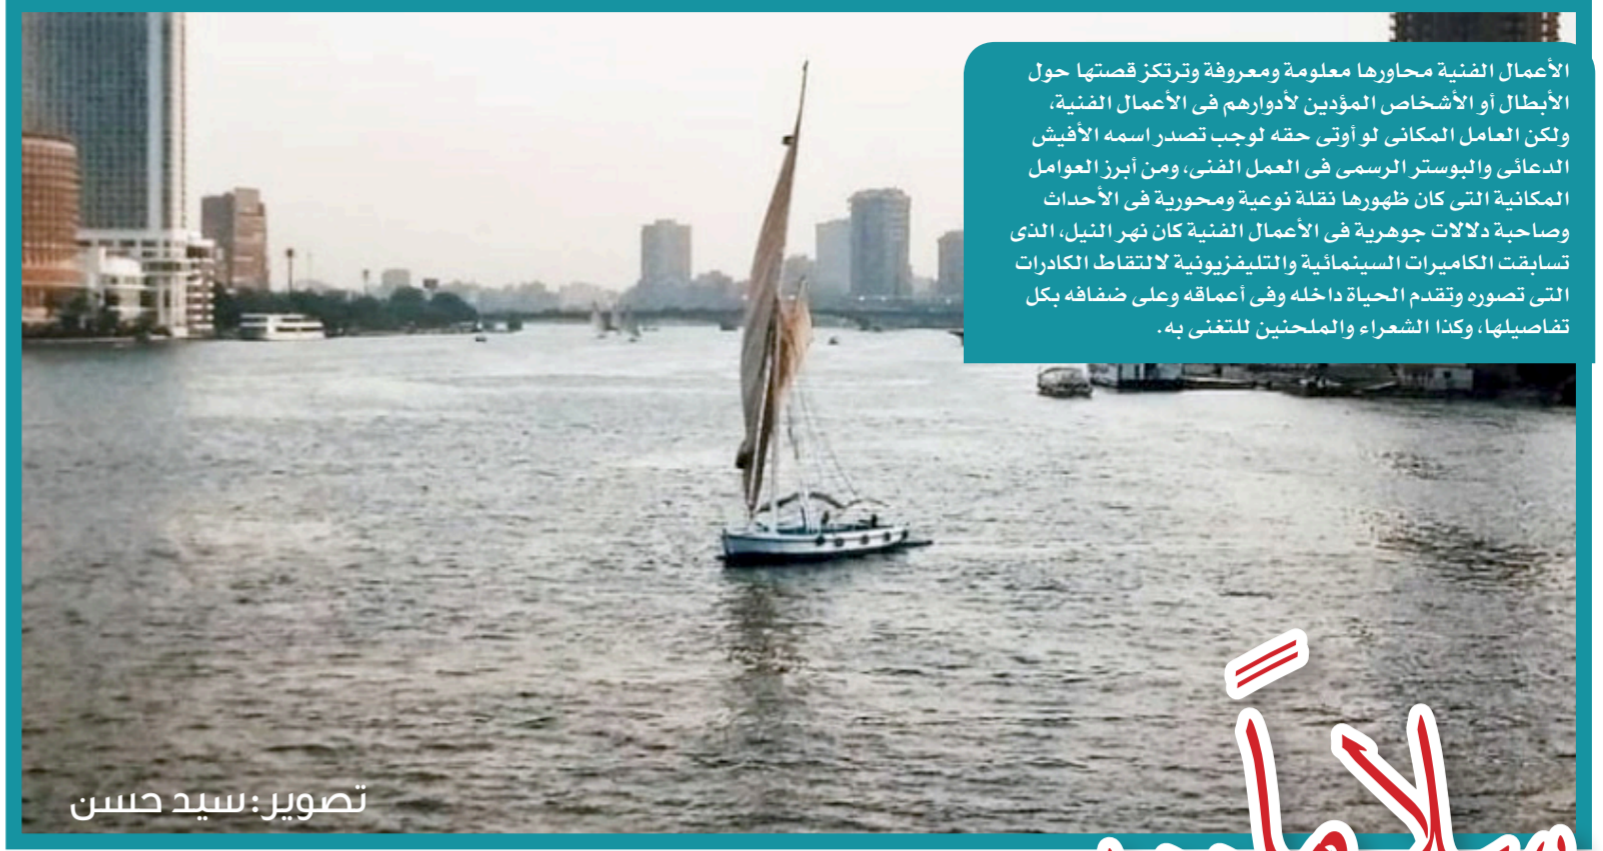 الأعمال الفنية محاورها معلومة ومعروفة وترتكز قصتها حول
الأبطال أو الأشخاص المؤدين لأدوارهم فى الأعمال الفنية،
ولكن العامل المكانى لو أوتى حقه لوجب تصدر اسمه الأفيش
الدعائى والبوستر الرسمى فى العمل الفنى، ومن أبرز العوامل
المكانية التى كان ظهورها نقلة نوعية ومحورية فى الأحداث
وصاحبة دلالات جوهرية فى الأعمال الفنية كان نهر النيل، الذى
تسابقت الكاميرات السينمائية والتليفزيونية لالتقاط الكادرات
التى تصوره وتقدم الحياة داخله وفى أعماقه وعلى ضفافه بكل
تفاصيلها، وكذا الشعراء والملحنين للتغنى به.
تصوير: سيد حسن